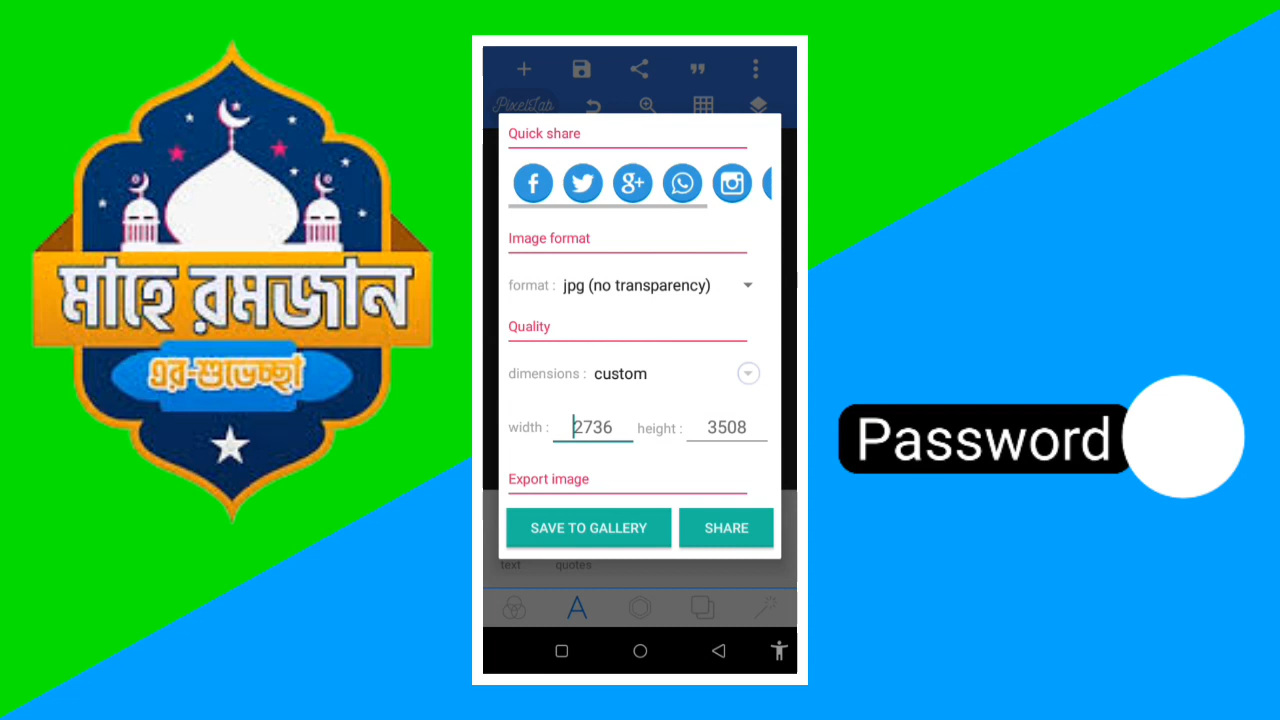 মাহে রমজান
এর-শুভেচ্ছা
PixelLab
Quick share
Image format
format : jpg (no transparency)
Quality
dimensions : custom
width : 2736 height : 3508
Export image
SAVE TO GALLERY SHARE
text quotes
Password